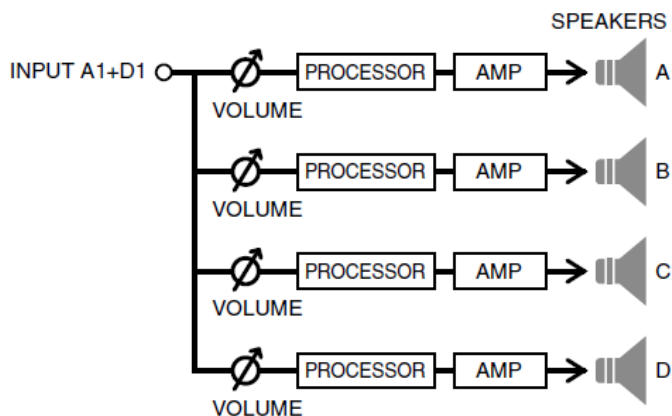 SPEAKERS
INPUT A1+D1 PROCESSOR AMP A
VOLUME
PROCESSOR AMP B
VOLUME
PROCESSOR AMP C
VOLUME
PROCESSOR AMP D
VOLUME